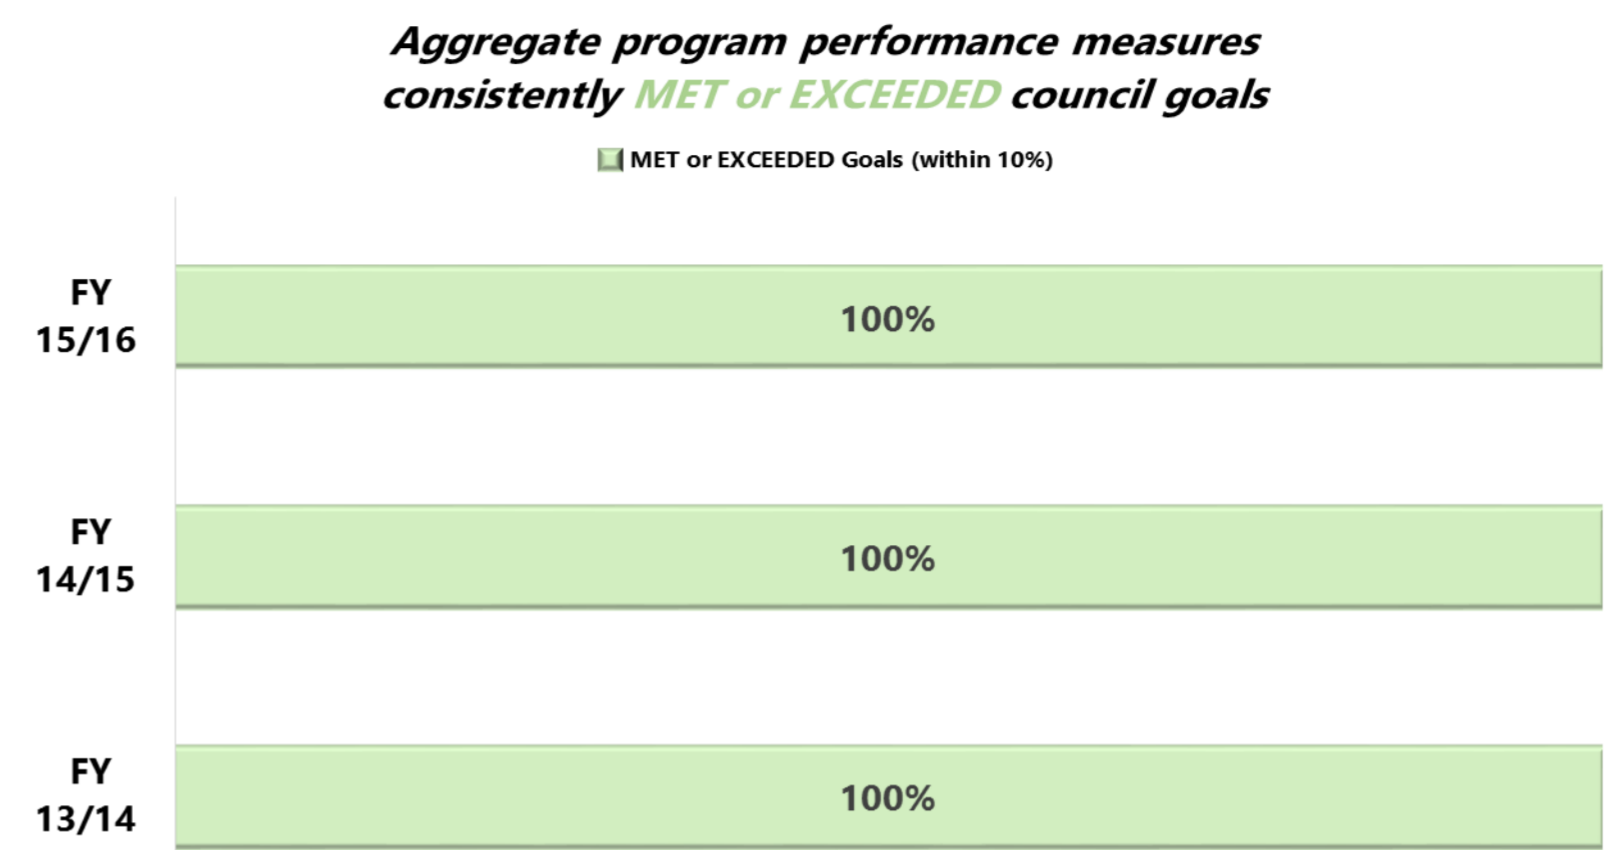 Aggregate program performance measures
consistently MET or EXCEEDED council goals
MET or EXCEEDED Goals (within 10%)
FY
15/16
100%
FY
14/15
100%
FY
13/14
100%